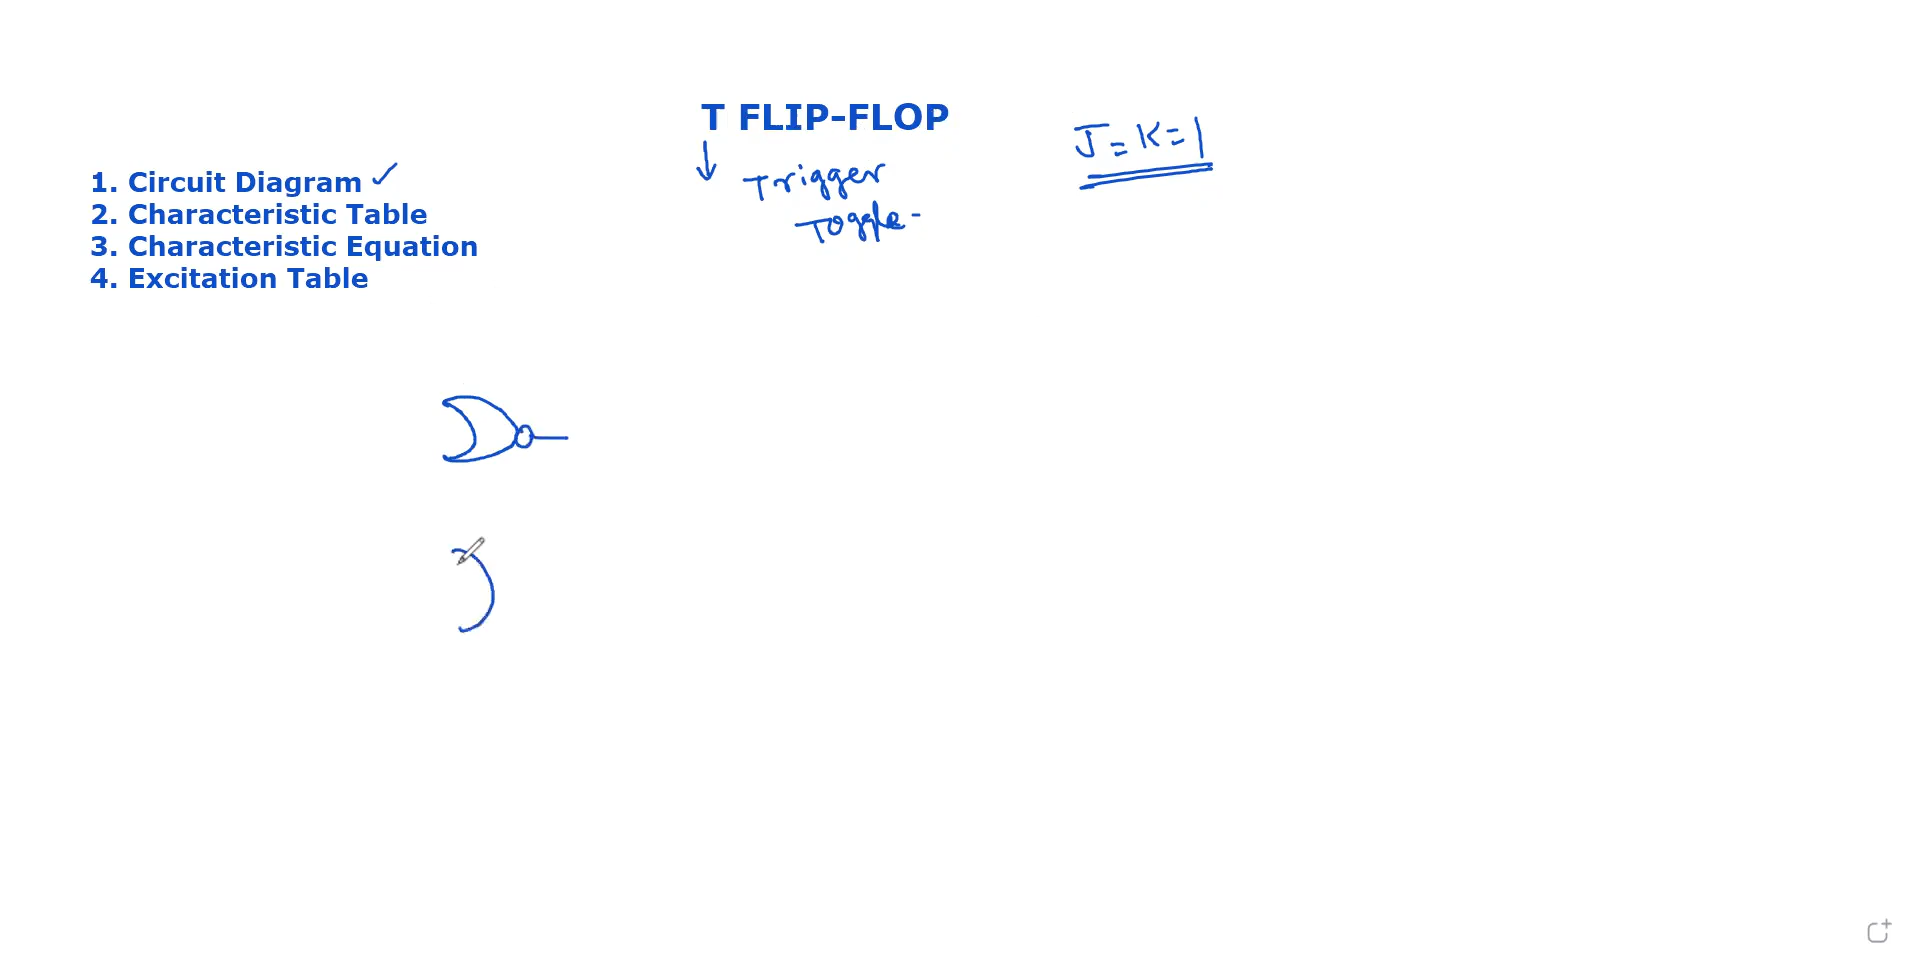 T FLIP-FLOP
J = K = 1
Trigger
Toggle-
1. Circuit Diagram ✓
2. Characteristic Table
3. Characteristic Equation
4. Excitation Table